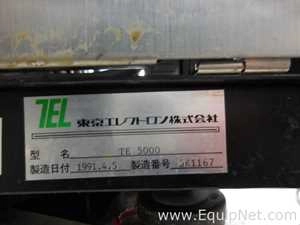 TEL 東京エレクトロン株式会社
型 名 TE 5000
製造日付 1991.4.5 製造番号 5K1167
© EquipNet.com